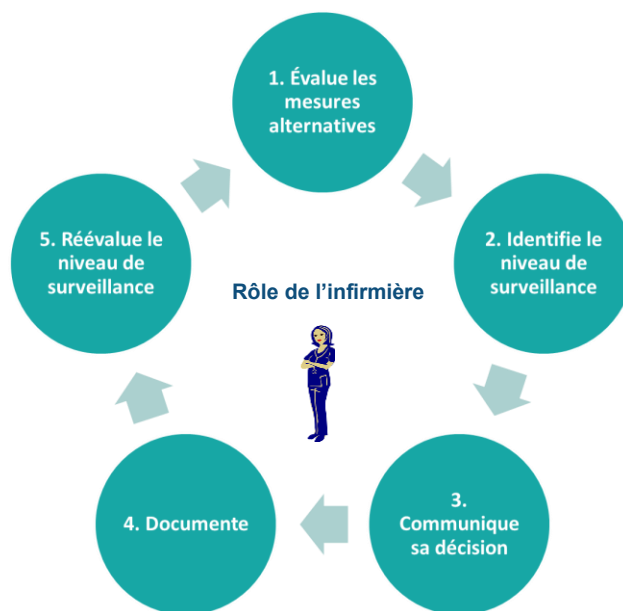 1. Évalue les
mesures
alternatives
2. Identifie le
niveau de
surveillance
3.
Communique
sa décision
4. Documente
5. Réévalue le
niveau de
surveillance
Rôle de l'infirmière